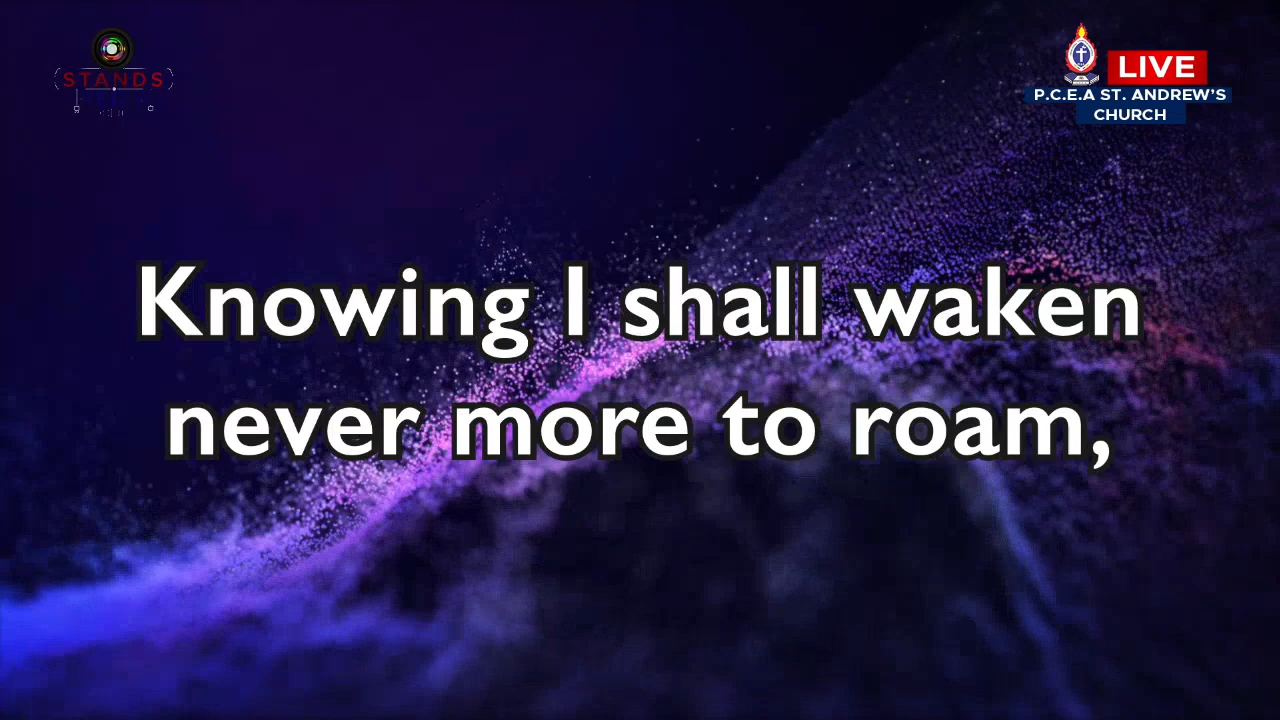 STANDS
LIVE
P.C.E.A ST. ANDREW'S
CHURCH
Knowing I shall waken
never more to roam,